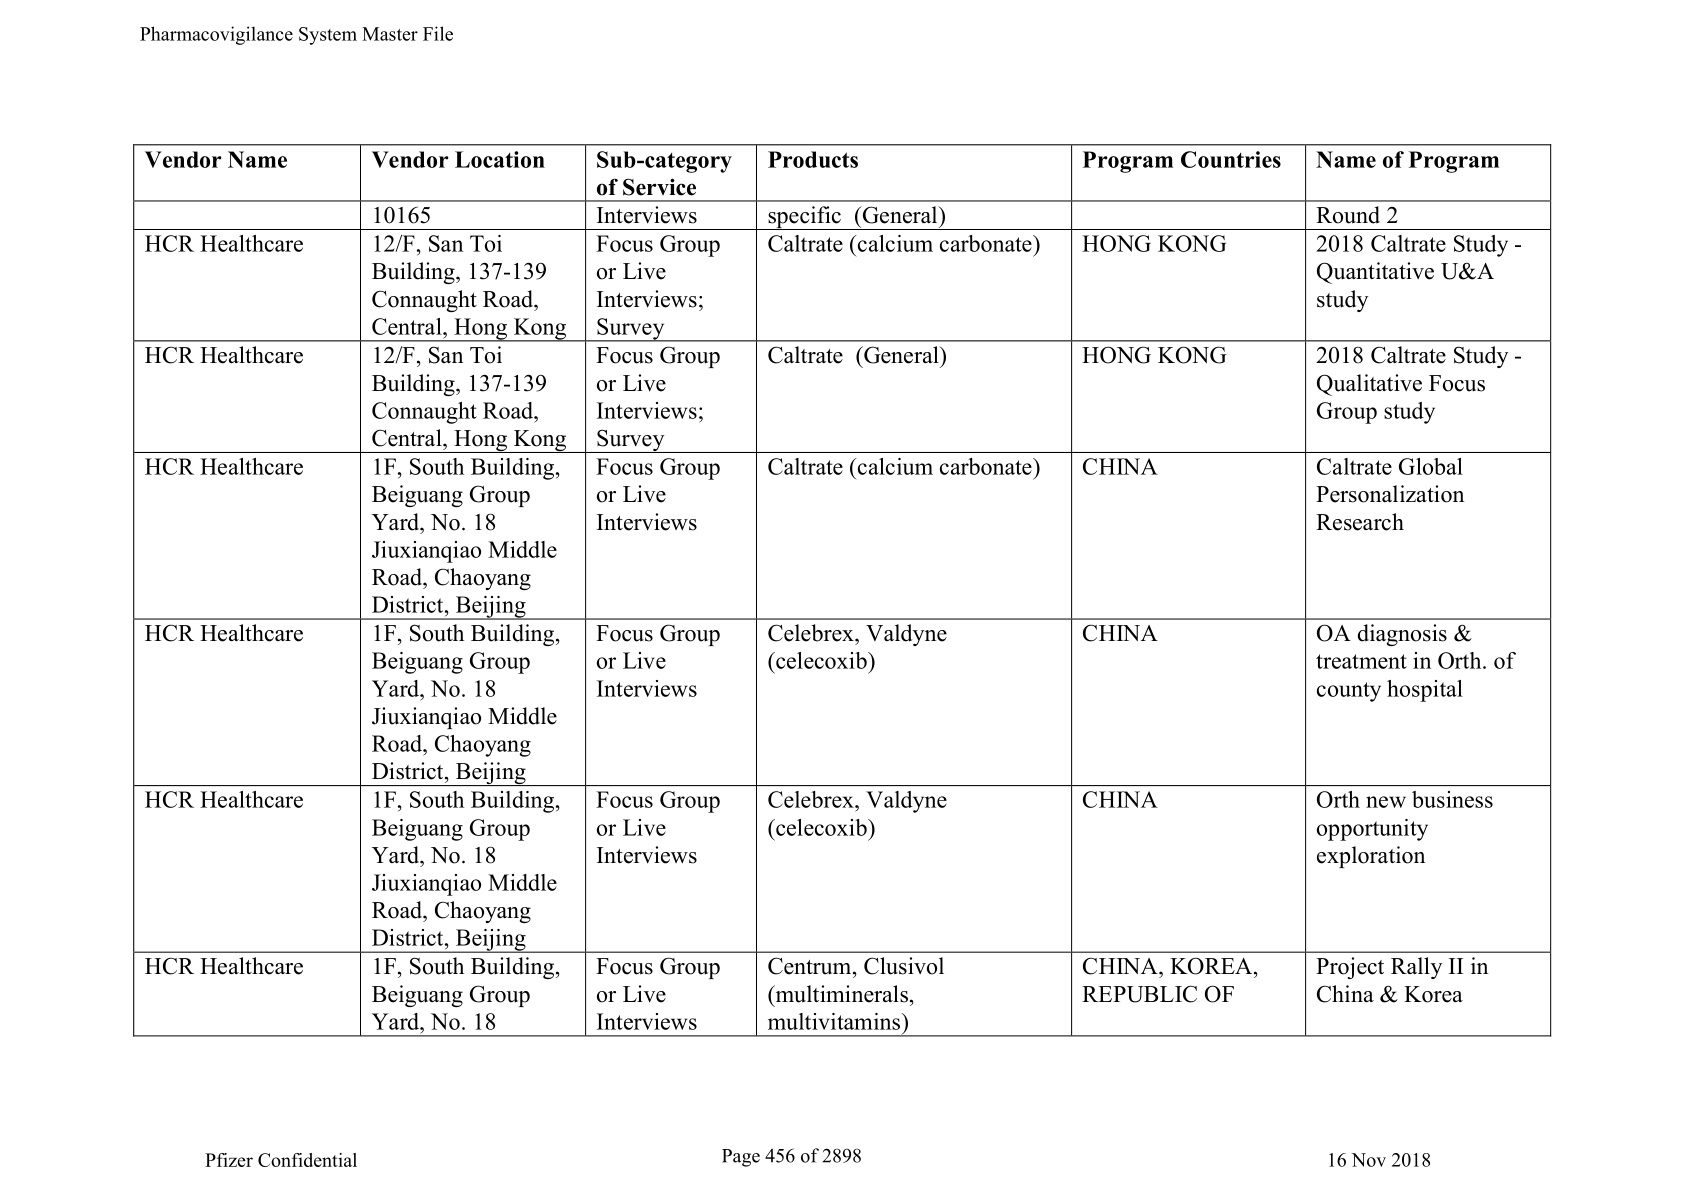 Pharmacovigilance System Master File
Vendor Name Vendor Location Sub-category of Service Products Program Countries Name of Program
10165 Interviews specific (General) Round 2
HCR Healthcare
12/F, San Toi
Building, 137-139
Connaught Road,
Central, Hong Kong
Focus Group
or Live
Interviews;
Survey
Caltrate (calcium carbonate)
HONG KONG
2018 Caltrate Study -
Quantitative U&A
study
HCR Healthcare
12/F, San Toi
Building, 137-139
Connaught Road,
Central, Hong Kong
Focus Group
or Live
Interviews;
Survey
Caltrate (General)
HONG KONG
2018 Caltrate Study -
Qualitative Focus
Group study
HCR Healthcare
1F, South Building,
Beiguang Group
Yard, No. 18
Jiuxianqiao Middle
Road, Chaoyang
District, Beijing
Focus Group
or Live
Interviews
Caltrate (calcium carbonate)
CHINA
Caltrate Global
Personalization
Research
HCR Healthcare
1F, South Building,
Beiguang Group
Yard, No. 18
Jiuxianqiao Middle
Road, Chaoyang
District, Beijing
Focus Group
or Live
Interviews
Celebrex, Valdyne
(celecoxib)
CHINA
OA diagnosis &
treatment in Orth. of
county hospital
HCR Healthcare
1F, South Building,
Beiguang Group
Yard, No. 18
Jiuxianqiao Middle
Road, Chaoyang
District, Beijing
Focus Group
or Live
Interviews
Celebrex, Valdyne
(celecoxib)
CHINA
Orth new business
opportunity
exploration
HCR Healthcare
1F, South Building,
Beiguang Group
Yard, No. 18
Focus Group
or Live
Interviews
Centrum, Clusivol
(multiminerals,
multivitamins)
CHINA, KOREA,
REPUBLIC OF
Project Rally II in
China & Korea
Pfizer Confidential
Page 456 of 2898
16 Nov 2018